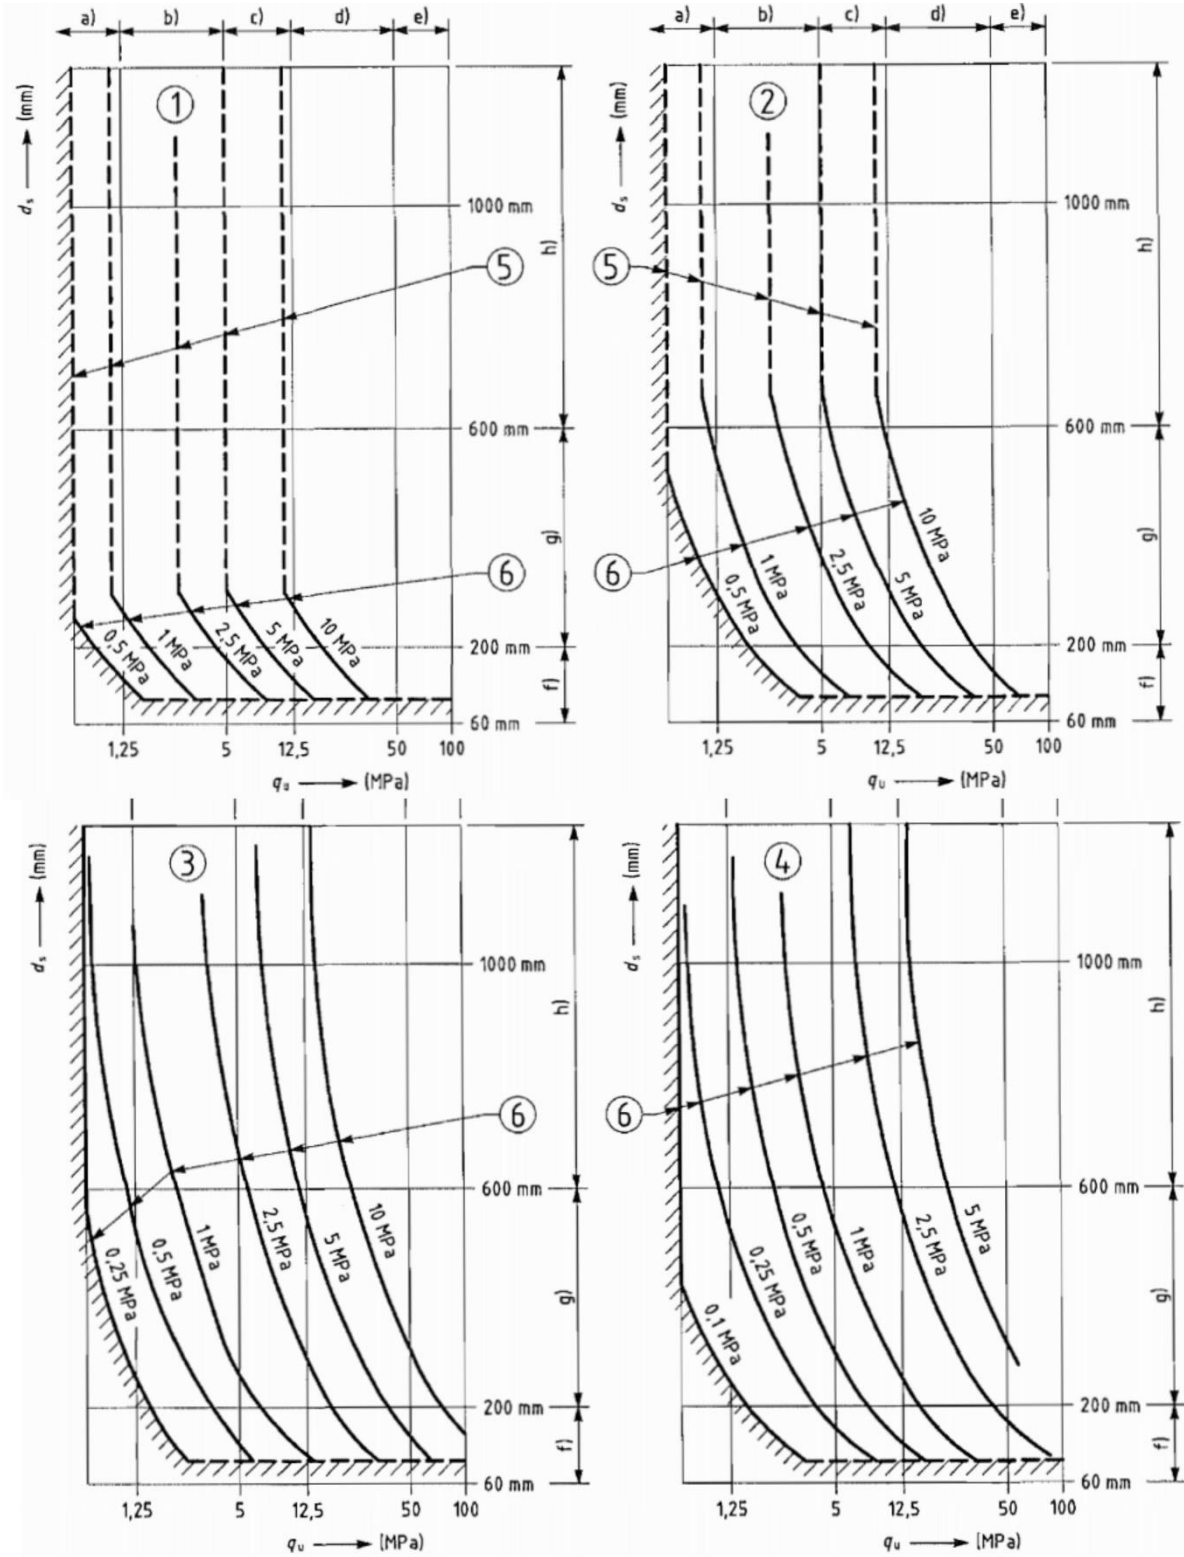 a) b) c) d) e)
1
d_s (mm)
1000 mm
h)
5
600 mm
g)
6
0,5 MPa
1 MPa
2,5 MPa
5 MPa
10 MPa
200 mm
f)
60 mm
1,25 5 12,5 50 100
q_u (MPa)
a) b) c) d) e)
2
d_s (mm)
1000 mm
h)
5
600 mm
g)
6
0,5 MPa
1 MPa
2,5 MPa
5 MPa
10 MPa
200 mm
f)
60 mm
1,25 5 12,5 50 100
q_u (MPa)
3
d_s (mm)
1000 mm
h)
6
600 mm
g)
0,25 MPa
0,5 MPa
1 MPa
2,5 MPa
5 MPa
10 MPa
200 mm
f)
60 mm
1,25 5 12,5 50 100
q_u (MPa)
4
d_s (mm)
1000 mm
h)
6
600 mm
g)
0,1 MPa
0,25 MPa
0,5 MPa
1 MPa
2,5 MPa
5 MPa
200 mm
f)
60 mm
1,25 5 12,5 50 100
q_u (MPa)